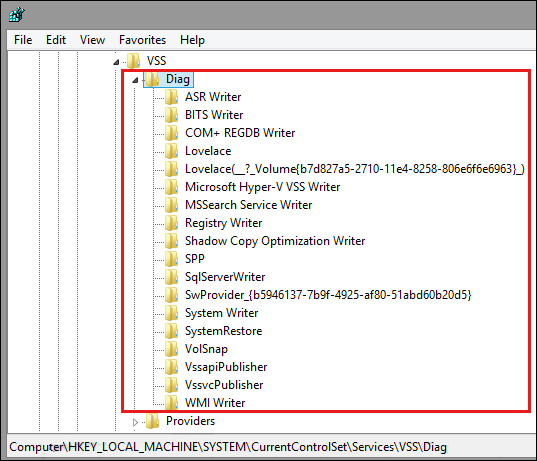 File Edit View Favorites Help
VSS
Diag
ASR Writer
BITS Writer
COM+ REGDB Writer
Lovelace
Lovelace(__?_Volume{b7d827a5-2710-11e4-8258-806e6f6e6963}_)
Microsoft Hyper-V VSS Writer
MSSearch Service Writer
Registry Writer
Shadow Copy Optimization Writer
SPP
SqlServerWriter
SwProvider_{b5946137-7b9f-4925-af80-51abd60b20d5}
System Writer
SystemRestore
VolSnap
VssapiPublisher
VssvcPublisher
WMI Writer
Providers
Computer\HKEY_LOCAL_MACHINE\SYSTEM\CurrentControlSet\Services\VSS\Diag